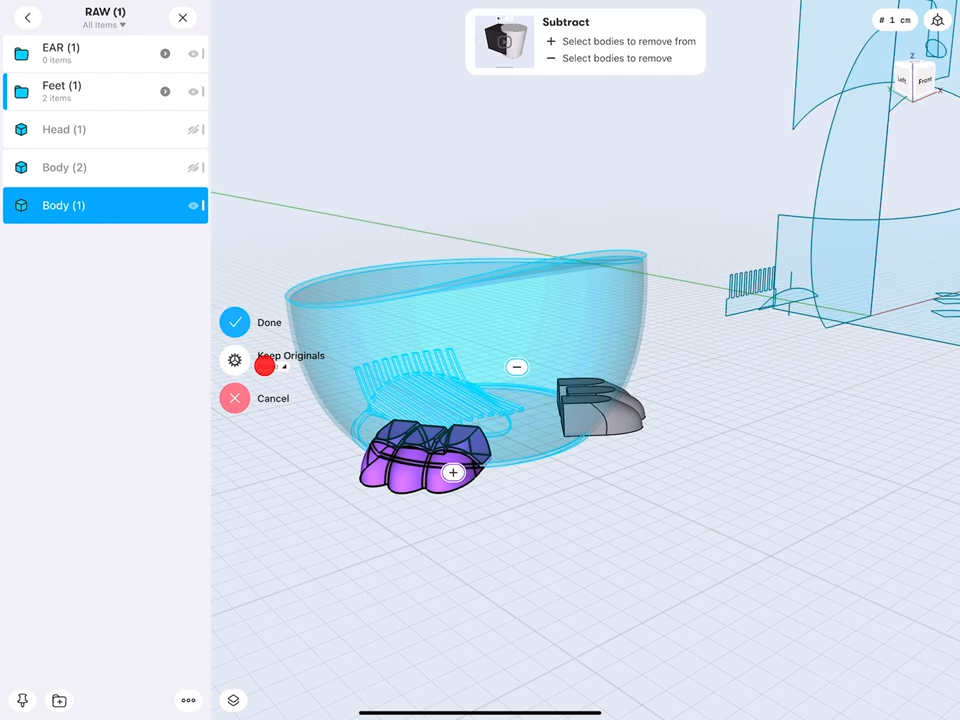 RAW (1)
All Items ▼
EAR (1)
0 items
Feet (1)
2 items
Head (1)
Body (2)
Body (1)
Subtract
+ Select bodies to remove from
− Select bodies to remove
# 1 cm
Z
Left
Front
X
Done
Keep Originals
Cancel